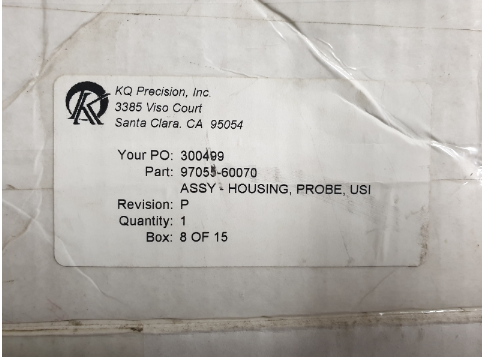 KQ Precision, Inc.
3385 Viso Court
Santa Clara, CA 95054
Your PO: 300499
Part: 97055-60070
ASSY - HOUSING, PROBE, USI
Revision: P
Quantity: 1
Box: 8 OF 15